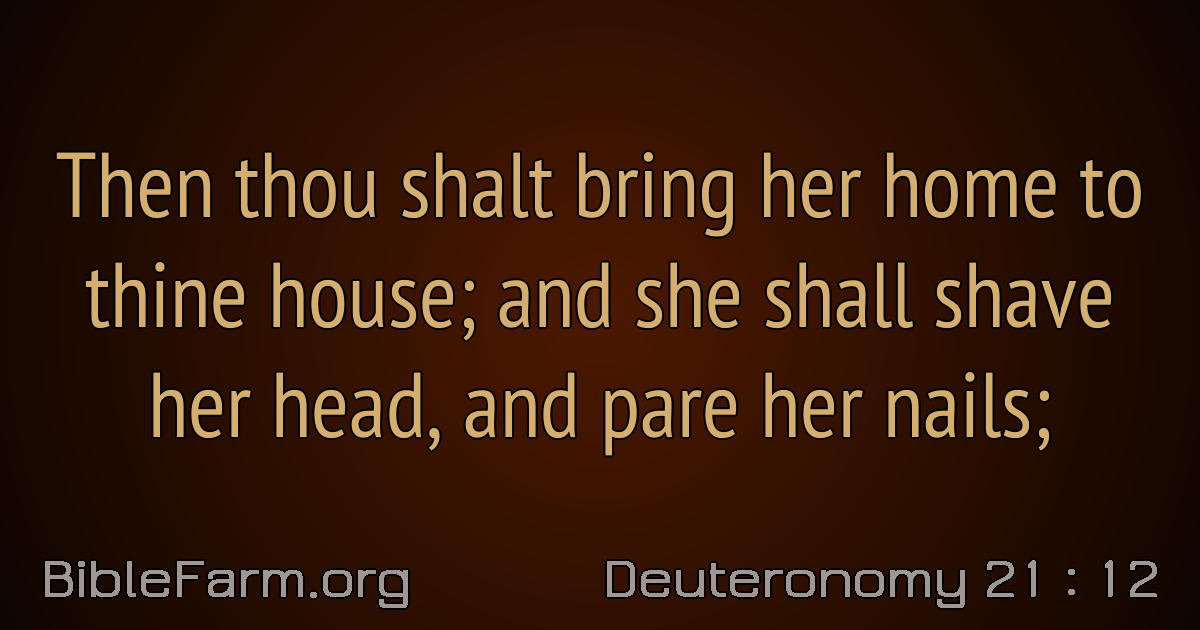 Then thou shalt bring her home to
thine house; and she shall shave
her head, and pare her nails;
BibleFarm.org
Deuteronomy 21 : 12